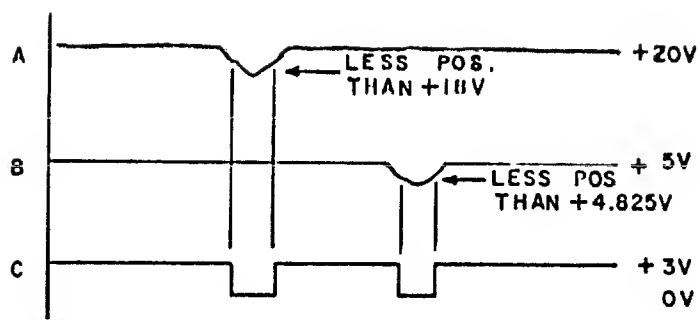 A
LESS POS.
THAN +18V
+20V
B
LESS POS
THAN +4.825V
+ 5V
C
+3V
0V